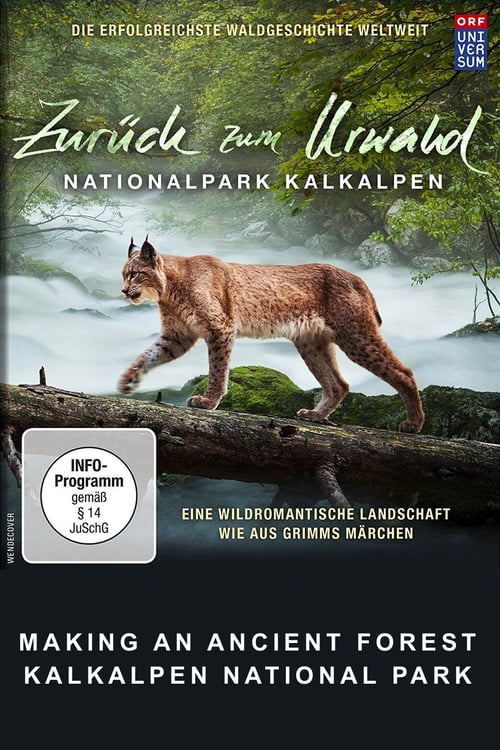 DIE ERFOLGREICHSTE WALDGESCHICHTE WELTWEIT
ORF
UNI
VER
SUM
Zurück zum Urwald
NATIONALPARK KALKALPEN
INFO-
Programm
gemäß
§ 14
JuSchG
EINE WILDROMANTISCHE LANDSCHAFT
WIE AUS GRIMMS MÄRCHEN
WENDECOVER
MAKING AN ANCIENT FOREST
KALKALPEN NATIONAL PARK